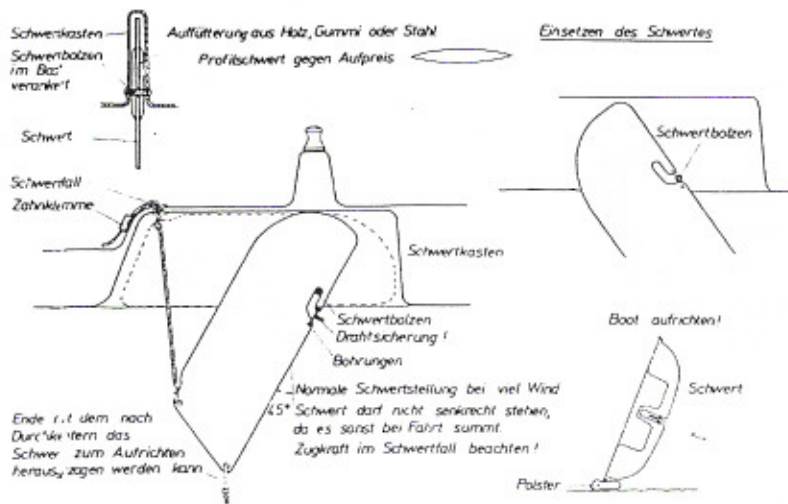 Schwertkasten
Schwertbolzen
im Boot
verankert
Schwert
Auffütterung aus Holz, Gummi oder Stahl
Profilschwert gegen Aufpreis
Einsetzen des Schwertes
Schwertbolzen
Schwertfall
Zahnklemme
Schwertkasten
Schwertbolzen
Drahtsicherung !
Bohrungen
Normale Schwertstellung bei viel Wind
45° Schwert darf nicht senkrecht stehen,
da es sonst bei Fahrt summt.
Zugkraft im Schwertfall beachten !
Ende mit dem nach
Durchkentern das
Schwert zum Aufrichten
herausgezogen werden kann
Boot aufrichten!
Schwert
Polster